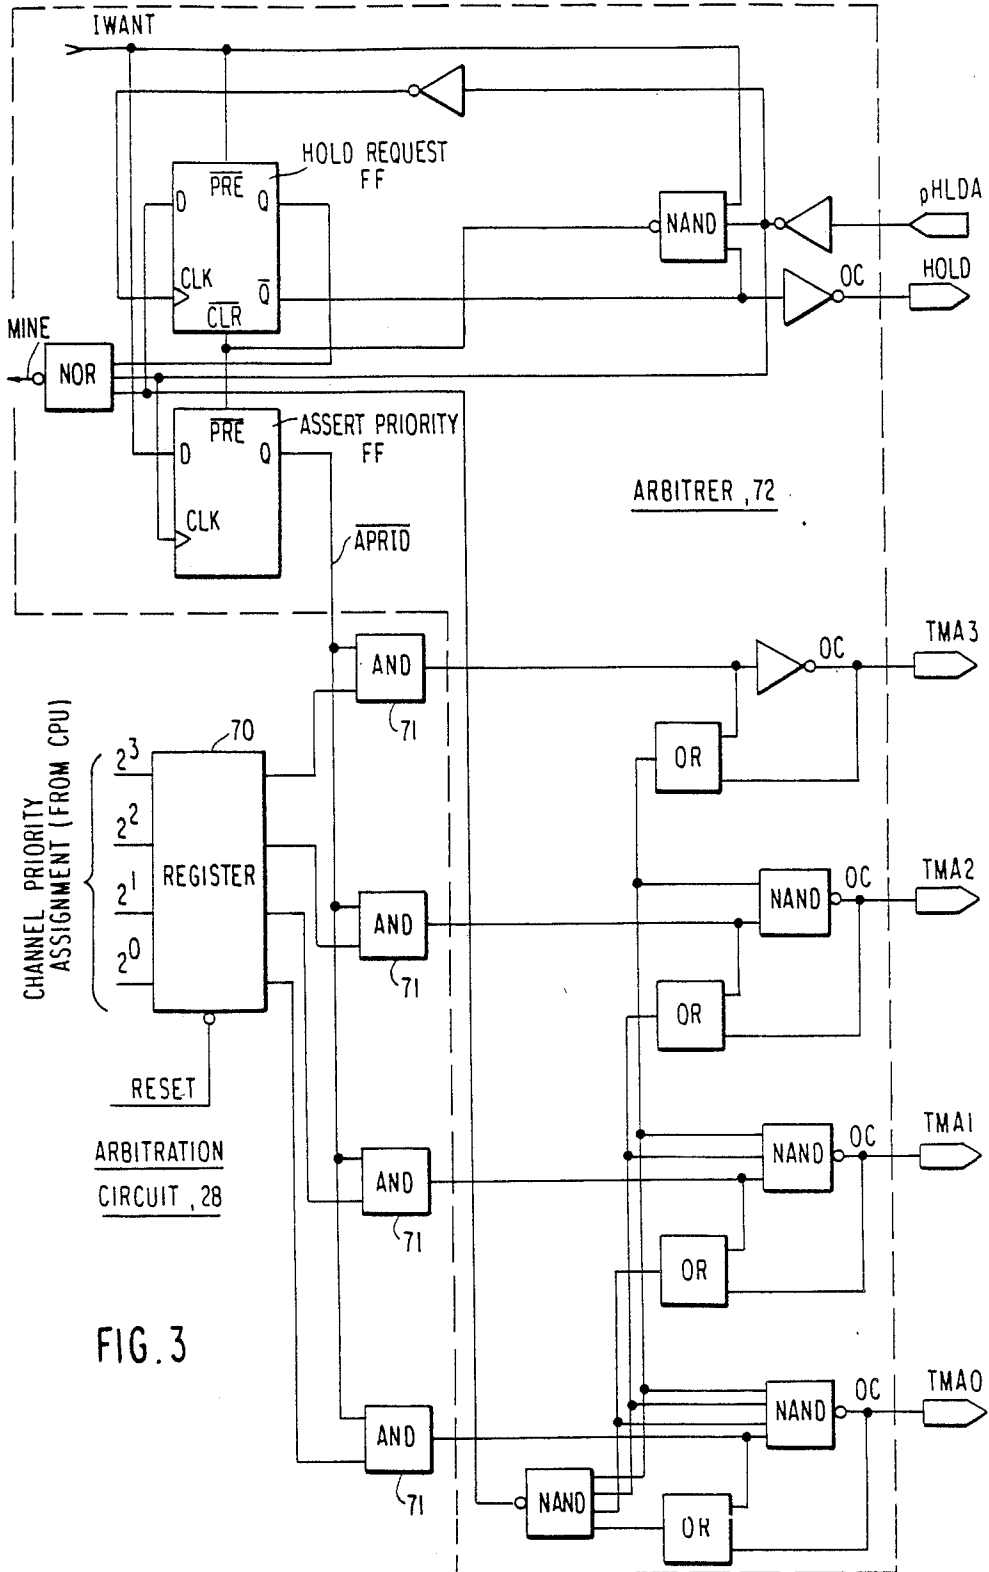 IWANT
HOLD REQUEST
FF
PRE
D
Q
CLK
Q
CLR
NAND
pHLDA
OC
HOLD
MINE
NOR
PRE
D
Q
CLK
ASSERT PRIORITY
FF
APRIO
ARBITRER, 72
AND
71
OC
TMA3
OR
CHANNEL PRIORITY
ASSIGNMENT (FROM CPU)
2³
2²
2¹
2⁰
70
REGISTER
RESET
AND
71
NAND
OC
TMA2
OR
ARBITRATION
CIRCUIT, 28
AND
71
NAND
OC
TMA1
OR
FIG. 3
AND
71
NAND
OC
TMA0
NAND
OR